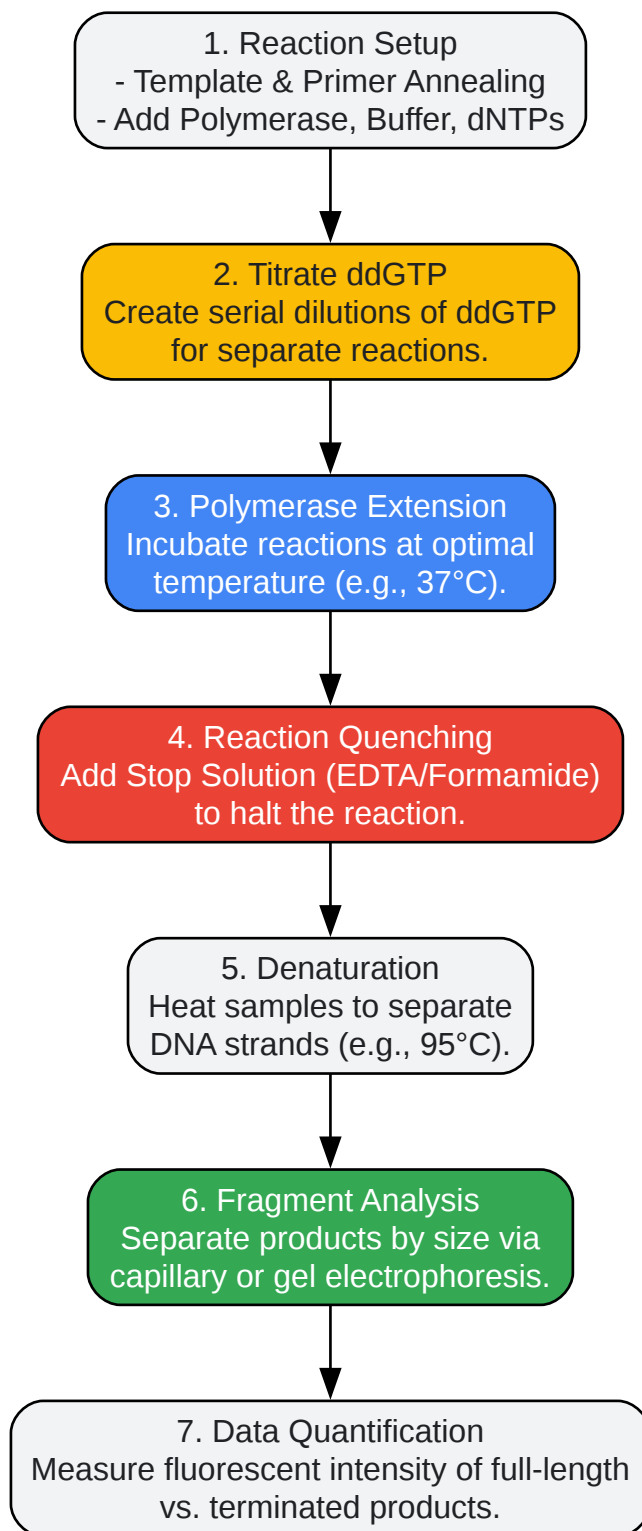 1. Reaction Setup
- Template & Primer Annealing
- Add Polymerase, Buffer, dNTPs
2. Titrate ddGTP
Create serial dilutions of ddGTP
for separate reactions.
3. Polymerase Extension
Incubate reactions at optimal
temperature (e.g., 37°C).
4. Reaction Quenching
Add Stop Solution (EDTA/Formamide)
to halt the reaction.
5. Denaturation
Heat samples to separate
DNA strands (e.g., 95°C).
6. Fragment Analysis
Separate products by size via
capillary or gel electrophoresis.
7. Data Quantification
Measure fluorescent intensity of full-length
vs. terminated products.